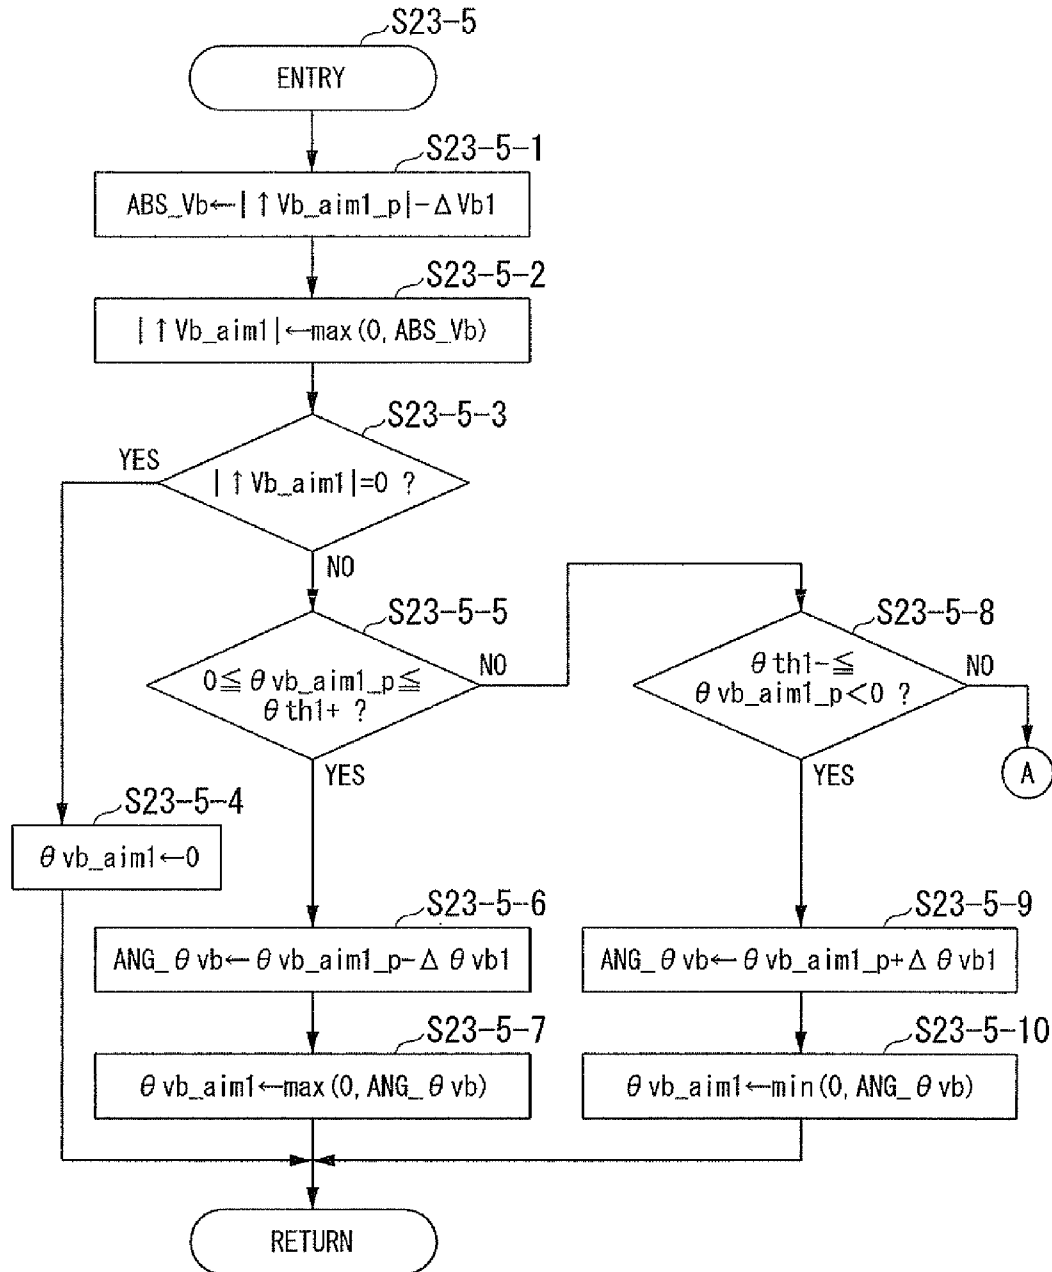 S23-5
ENTRY
S23-5-1
ABS_Vb←|↑Vb_aim1_p|−ΔVb1
S23-5-2
|↑Vb_aim1|←max(0, ABS_Vb)
S23-5-3
YES
|↑Vb_aim1|=0 ?
NO
S23-5-5
0≦θvb_aim1_p≦
θth1+ ?
NO
YES
S23-5-8
θth1−≦
θvb_aim1_p<0 ?
NO
YES
A
S23-5-4
θvb_aim1←0
S23-5-6
ANG_θvb←θvb_aim1_p−Δθvb1
S23-5-9
ANG_θvb←θvb_aim1_p+Δθvb1
S23-5-7
θvb_aim1←max(0, ANG_θvb)
S23-5-10
θvb_aim1←min(0, ANG_θvb)
RETURN